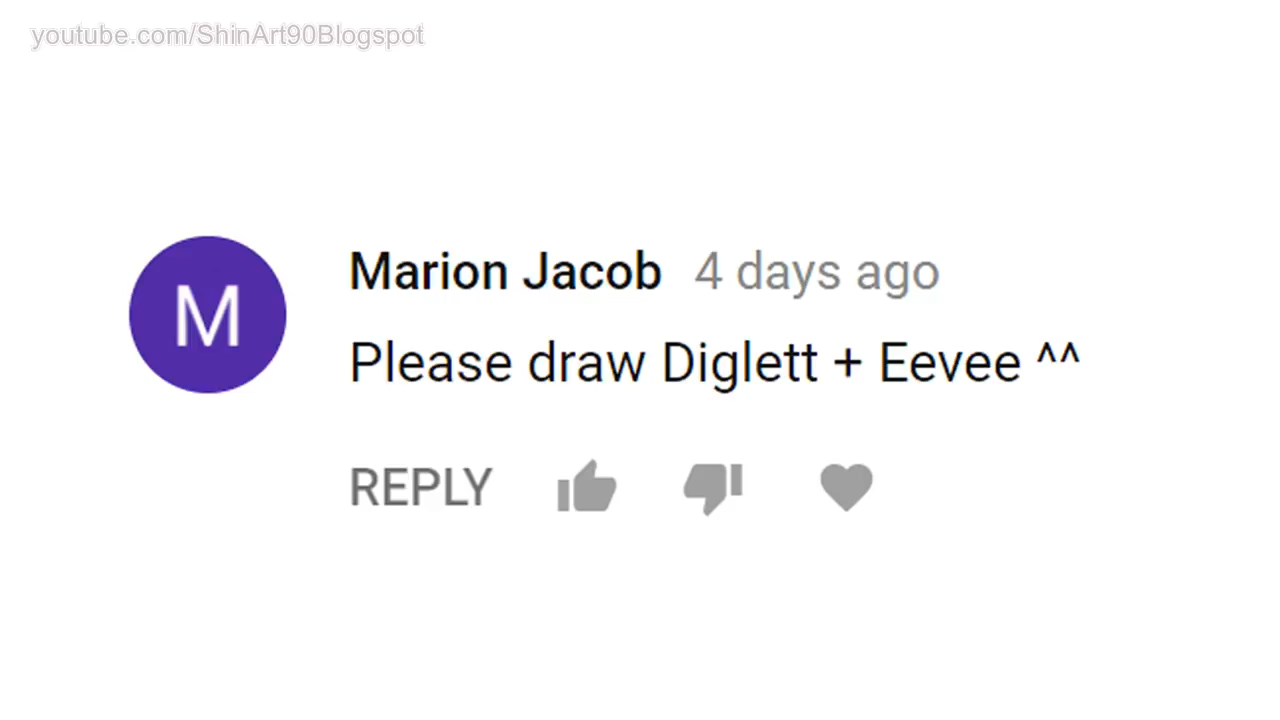 youtube.com/ShinArt90Blogspot
M
Marion Jacob 4 days ago
Please draw Diglett + Eevee ^^
REPLY